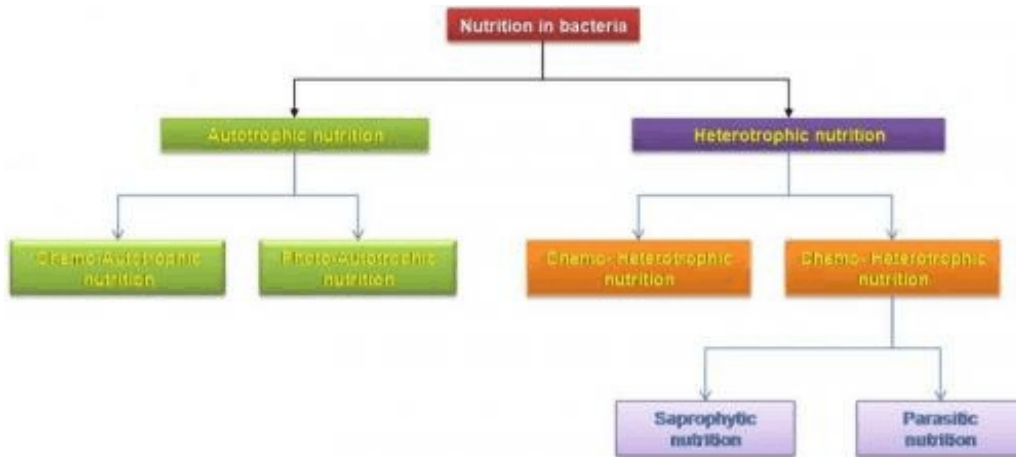 Nutrition in bacteria
Autotrophic nutrition
Heterotrophic nutrition
Chemo-Autotrophic
nutrition
Photo-Autotrophic
nutrition
Chemo- Heterotrophic
nutrition
Chemo- Heterotrophic
nutrition
Saprophytic
nutrition
Parasitic
nutrition